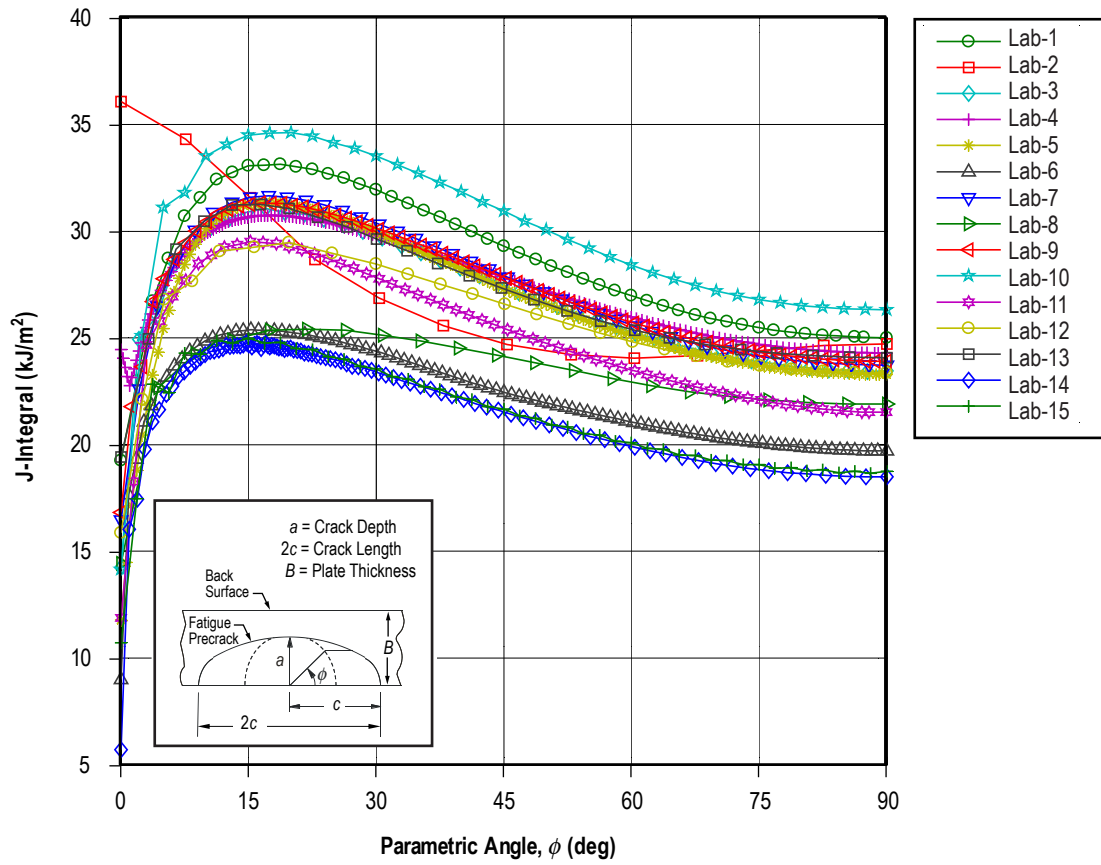 40
35
30
25
20
15
10
5
J-Integral (kJ/m²)
0
15
30
45
60
75
90
Parametric Angle, ϕ (deg)
Lab-1
Lab-2
Lab-3
Lab-4
Lab-5
Lab-6
Lab-7
Lab-8
Lab-9
Lab-10
Lab-11
Lab-12
Lab-13
Lab-14
Lab-15
a = Crack Depth
2c = Crack Length
B = Plate Thickness
Back
Surface
Fatigue
Precrack
a
ϕ
B
c
2c